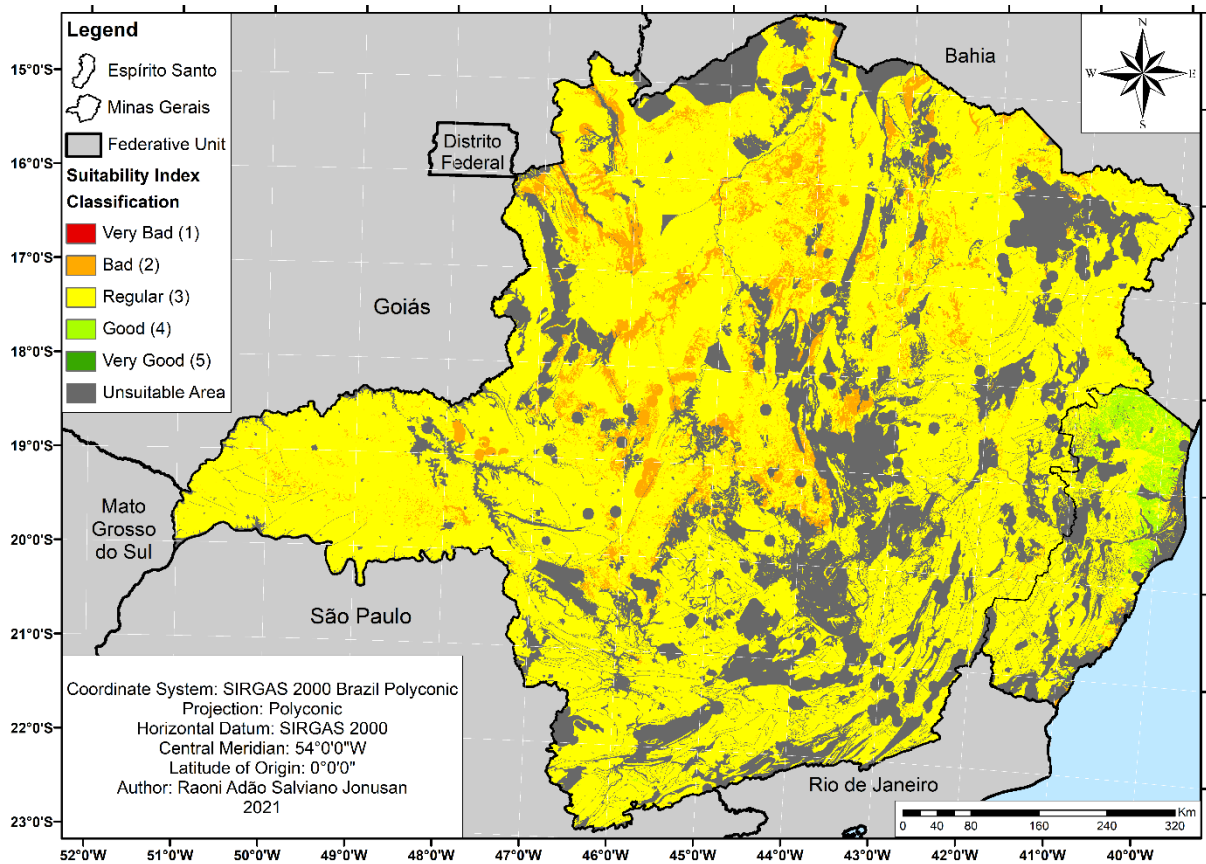 Legend
Espírito Santo
Minas Gerais
Federative Unit
Suitability Index
Classification
Very Bad (1)
Bad (2)
Regular (3)
Good (4)
Very Good (5)
Unsuitable Area
Bahia
N
W
E
S
Distrito
Federal
Goiás
Mato
Grosso
do Sul
São Paulo
Rio de Janeiro
15°0'S
16°0'S
17°0'S
18°0'S
19°0'S
20°0'S
21°0'S
22°0'S
23°0'S
Coordinate System: SIRGAS 2000 Brazil Polyconic
Projection: Polyconic
Horizontal Datum: SIRGAS 2000
Central Meridian: 54°0'0"W
Latitude of Origin: 0°0'0"
Author: Raoni Adão Salviano Jonusan
2021
Km
0 20 40 80 160 240 320
52°0'W 51°0'W 50°0'W 49°0'W 48°0'W 47°0'W 46°0'W 45°0'W 44°0'W 43°0'W 42°0'W 41°0'W 40°0'W